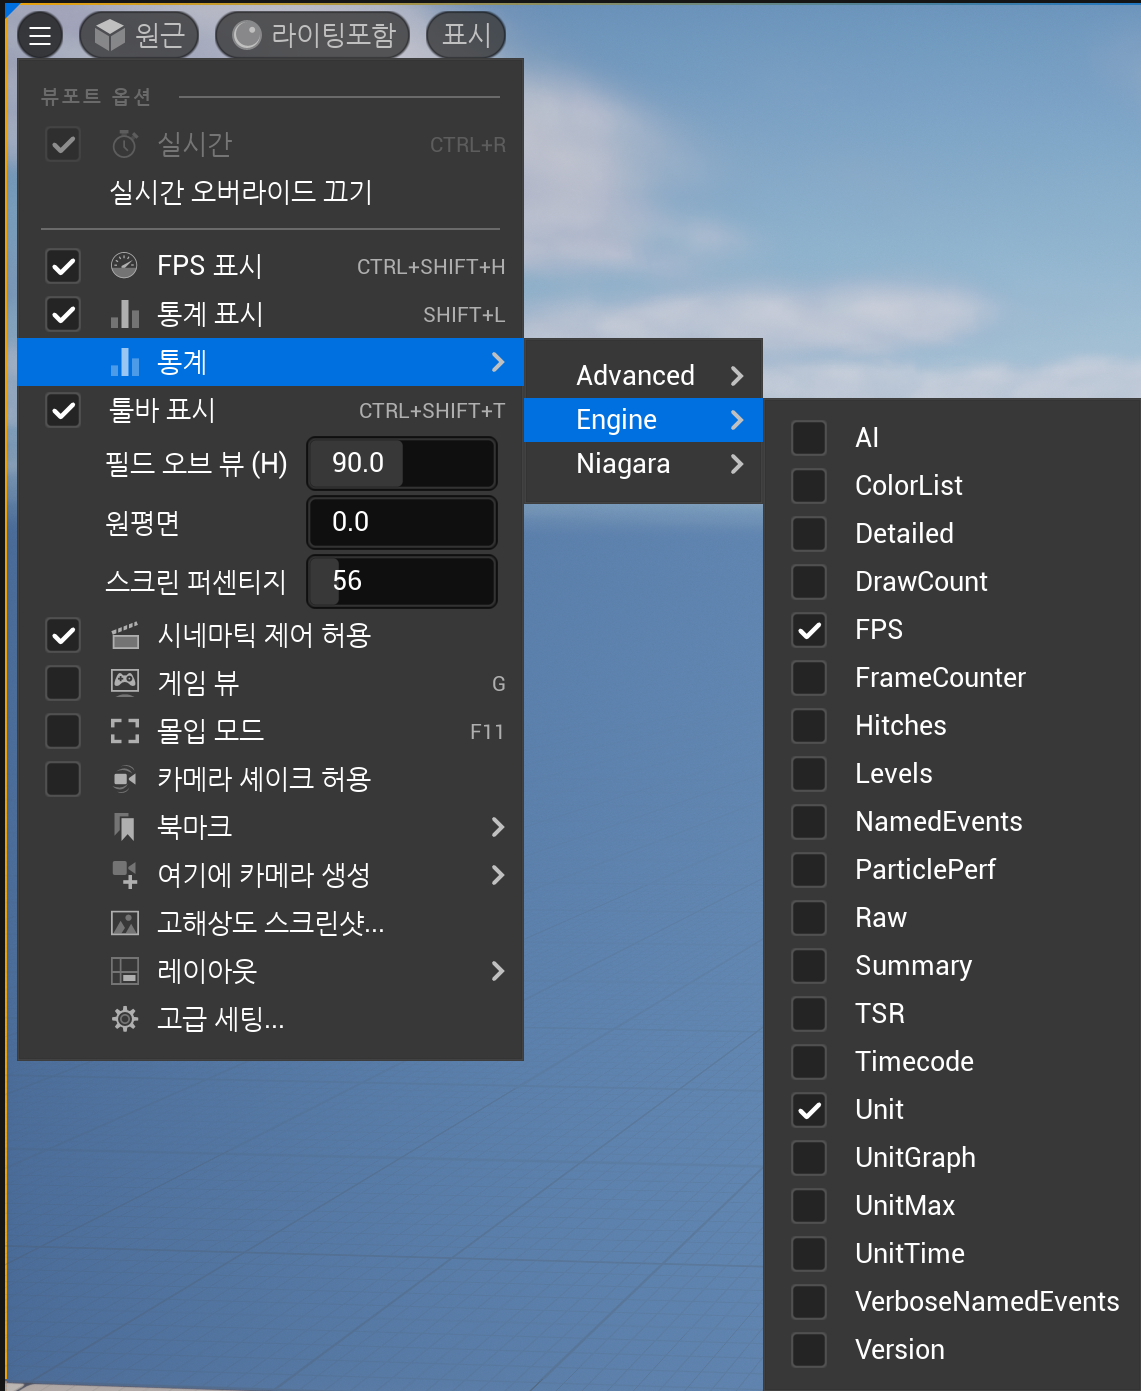 원근
라이팅포함
표시
뷰포트 옵션
실시간 CTRL+R
실시간 오버라이드 끄기
FPS 표시 CTRL+SHIFT+H
통계 표시 SHIFT+L
통계
툴바 표시 CTRL+SHIFT+T
필드 오브 뷰 (H) 90.0
원평면 0.0
스크린 퍼센티지 56
시네마틱 제어 허용
게임 뷰 G
몰입 모드 F11
카메라 셰이크 허용
북마크
여기에 카메라 생성
고해상도 스크린샷...
레이아웃
고급 세팅...
Advanced
Engine
Niagara
AI
ColorList
Detailed
DrawCount
FPS
FrameCounter
Hitches
Levels
NamedEvents
ParticlePerf
Raw
Summary
TSR
Timecode
Unit
UnitGraph
UnitMax
UnitTime
VerboseNamedEvents
Version